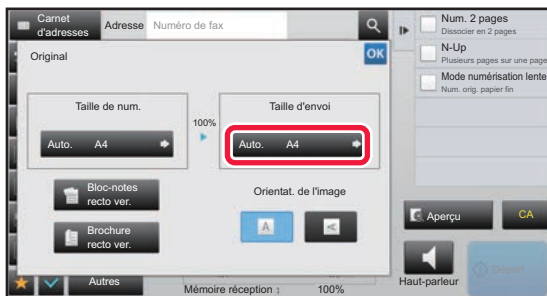 Carnet
d'adresses
Adresse
Numéro de fax
Original
OK
Taille de num.
Auto. A4
100%
Taille d'envoi
Auto. A4
Bloc-notes
recto ver.
Brochure
recto ver.
Orientat. de l'image
A
A
Autres
Mémoire réception :
100%
Num. 2 pages
Dissocier en 2 pages
N-Up
Plusieurs pages sur une page
Mode numérisation lente
Num. orig. papier fin
Aperçu
CA
Haut-parleur
Départ